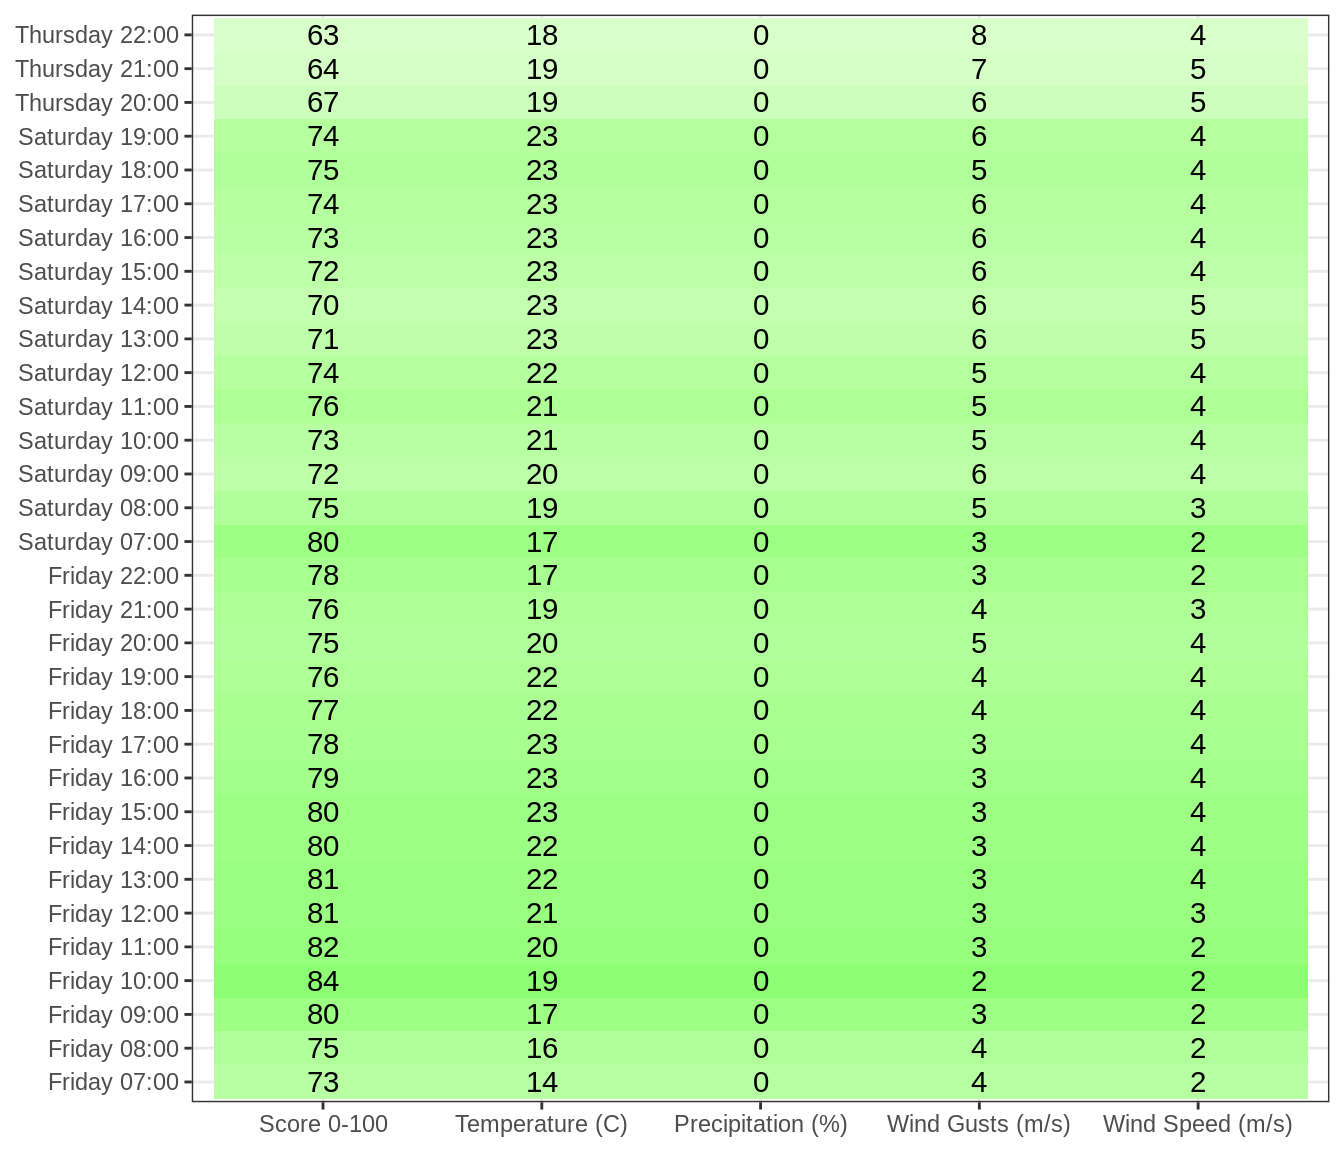 Thursday 22:00 63 18 0 8 4
Thursday 21:00 64 19 0 7 5
Thursday 20:00 67 19 0 6 5
Saturday 19:00 74 23 0 6 4
Saturday 18:00 75 23 0 5 4
Saturday 17:00 74 23 0 6 4
Saturday 16:00 73 23 0 6 4
Saturday 15:00 72 23 0 6 4
Saturday 14:00 70 23 0 6 5
Saturday 13:00 71 23 0 6 5
Saturday 12:00 74 22 0 5 4
Saturday 11:00 76 21 0 5 4
Saturday 10:00 73 21 0 5 4
Saturday 09:00 72 20 0 6 4
Saturday 08:00 75 19 0 5 3
Saturday 07:00 80 17 0 3 2
Friday 22:00 78 17 0 3 2
Friday 21:00 76 19 0 4 3
Friday 20:00 75 20 0 5 4
Friday 19:00 76 22 0 4 4
Friday 18:00 77 22 0 4 4
Friday 17:00 78 23 0 3 4
Friday 16:00 79 23 0 3 4
Friday 15:00 80 23 0 3 4
Friday 14:00 80 22 0 3 4
Friday 13:00 81 22 0 3 4
Friday 12:00 81 21 0 3 3
Friday 11:00 82 20 0 3 2
Friday 10:00 84 19 0 2 2
Friday 09:00 80 17 0 3 2
Friday 08:00 75 16 0 4 2
Friday 07:00 73 14 0 4 2
Score 0-100 Temperature (C) Precipitation (%) Wind Gusts (m/s) Wind Speed (m/s)